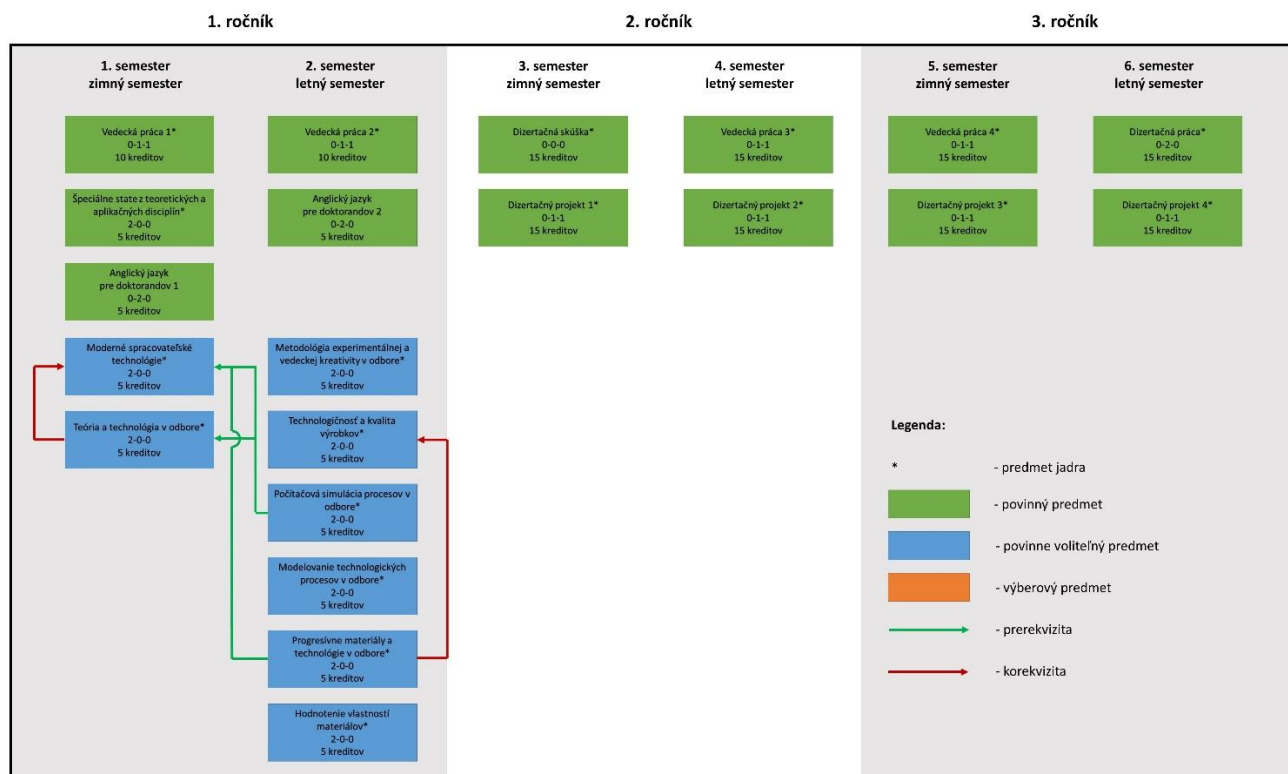 1. ročník
2. ročník
3. ročník
1. semester
zimný semester
2. semester
letný semester
3. semester
zimný semester
4. semester
letný semester
5. semester
zimný semester
6. semester
letný semester
Vedecká práca 1*
0-1-1
10 kreditov
Vedecká práca 2*
0-1-1
10 kreditov
Dizertačná skúška*
0-0-0
15 kreditov
Vedecká práca 3*
0-1-1
15 kreditov
Vedecká práca 4*
0-1-1
15 kreditov
Dizertačná práca*
0-2-0
15 kreditov
Špeciálne state z teoretických a
aplikačných disciplín*
2-0-0
5 kreditov
Anglický jazyk
pre doktorandov 2
0-2-0
5 kreditov
Dizertačný projekt 1*
0-1-1
15 kreditov
Dizertačný projekt 2*
0-1-1
15 kreditov
Dizertačný projekt 3*
0-1-1
15 kreditov
Dizertačný projekt 4*
0-1-1
15 kreditov
Anglický jazyk
pre doktorandov 1
0-2-0
5 kreditov
Moderné spracovateľské
technológie*
2-0-0
5 kreditov
Metodológia experimentálnej a
vedeckej kreativity v odbore*
2-0-0
5 kreditov
Teória a technológia v odbore*
2-0-0
5 kreditov
Technologičnosť a kvalita
výrobkov*
2-0-0
5 kreditov
Počítačová simulácia procesov v
odbore*
2-0-0
5 kreditov
Modelovanie technologických
procesov v odbore*
2-0-0
5 kreditov
Progresívne materiály a
technológie v odbore*
2-0-0
5 kreditov
Hodnotenie vlastností
materiálov*
2-0-0
5 kreditov
Legenda:
* - predmet jadra
- povinný predmet
- povinne voliteľný predmet
- výberový predmet
- prerekvizita
- korekvizita